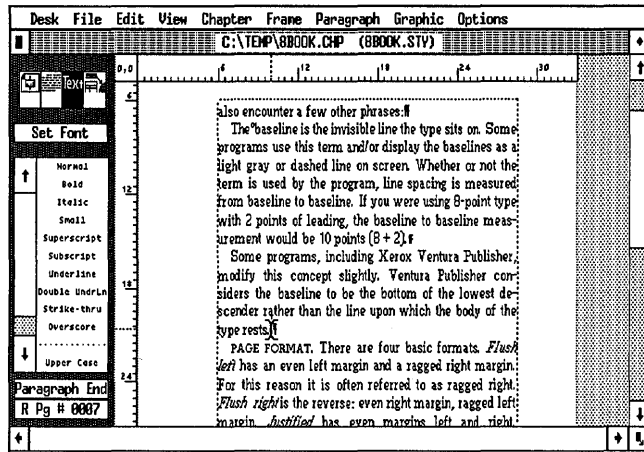 Desk File Edit View Chapter Frame Paragraph Graphic Options
C:\TEMP\8BOOK.CHP (8BOOK.STY)
0,0 6 12 18 24 30
Text
Set Font
Normal
Bold
Italic
Small
Superscript
Subscript
Underline
Double UndrLn
Strike-thru
Overscore
Upper Case
Paragraph End
R Pg # 0007
6
12
18
24
also encounter a few other phrases:¶
The°baseline is the invisible line the type sits on. Some
programs use this term and/or display the baselines as a
light gray or dashed line on screen. Whether or not the
term is used by the program, line spacing is measured
from baseline to baseline. If you were using 8-point type
with 2 points of leading, the baseline to baseline meas-
urement would be 10 points (8 + 2).¶
Some programs, including Xerox Ventura Publisher,
modify this concept slightly. Ventura Publisher con-
siders the baseline to be the bottom of the lowest de-
scender rather than the line upon which the body of the
type rests.¶
PAGE FORMAT. There are four basic formats. Flush
left has an even left margin and a ragged right margin.
For this reason it is often referred to as ragged right.
Flush right is the reverse: even right margin, ragged left
margin. Justified has even margins left and right.